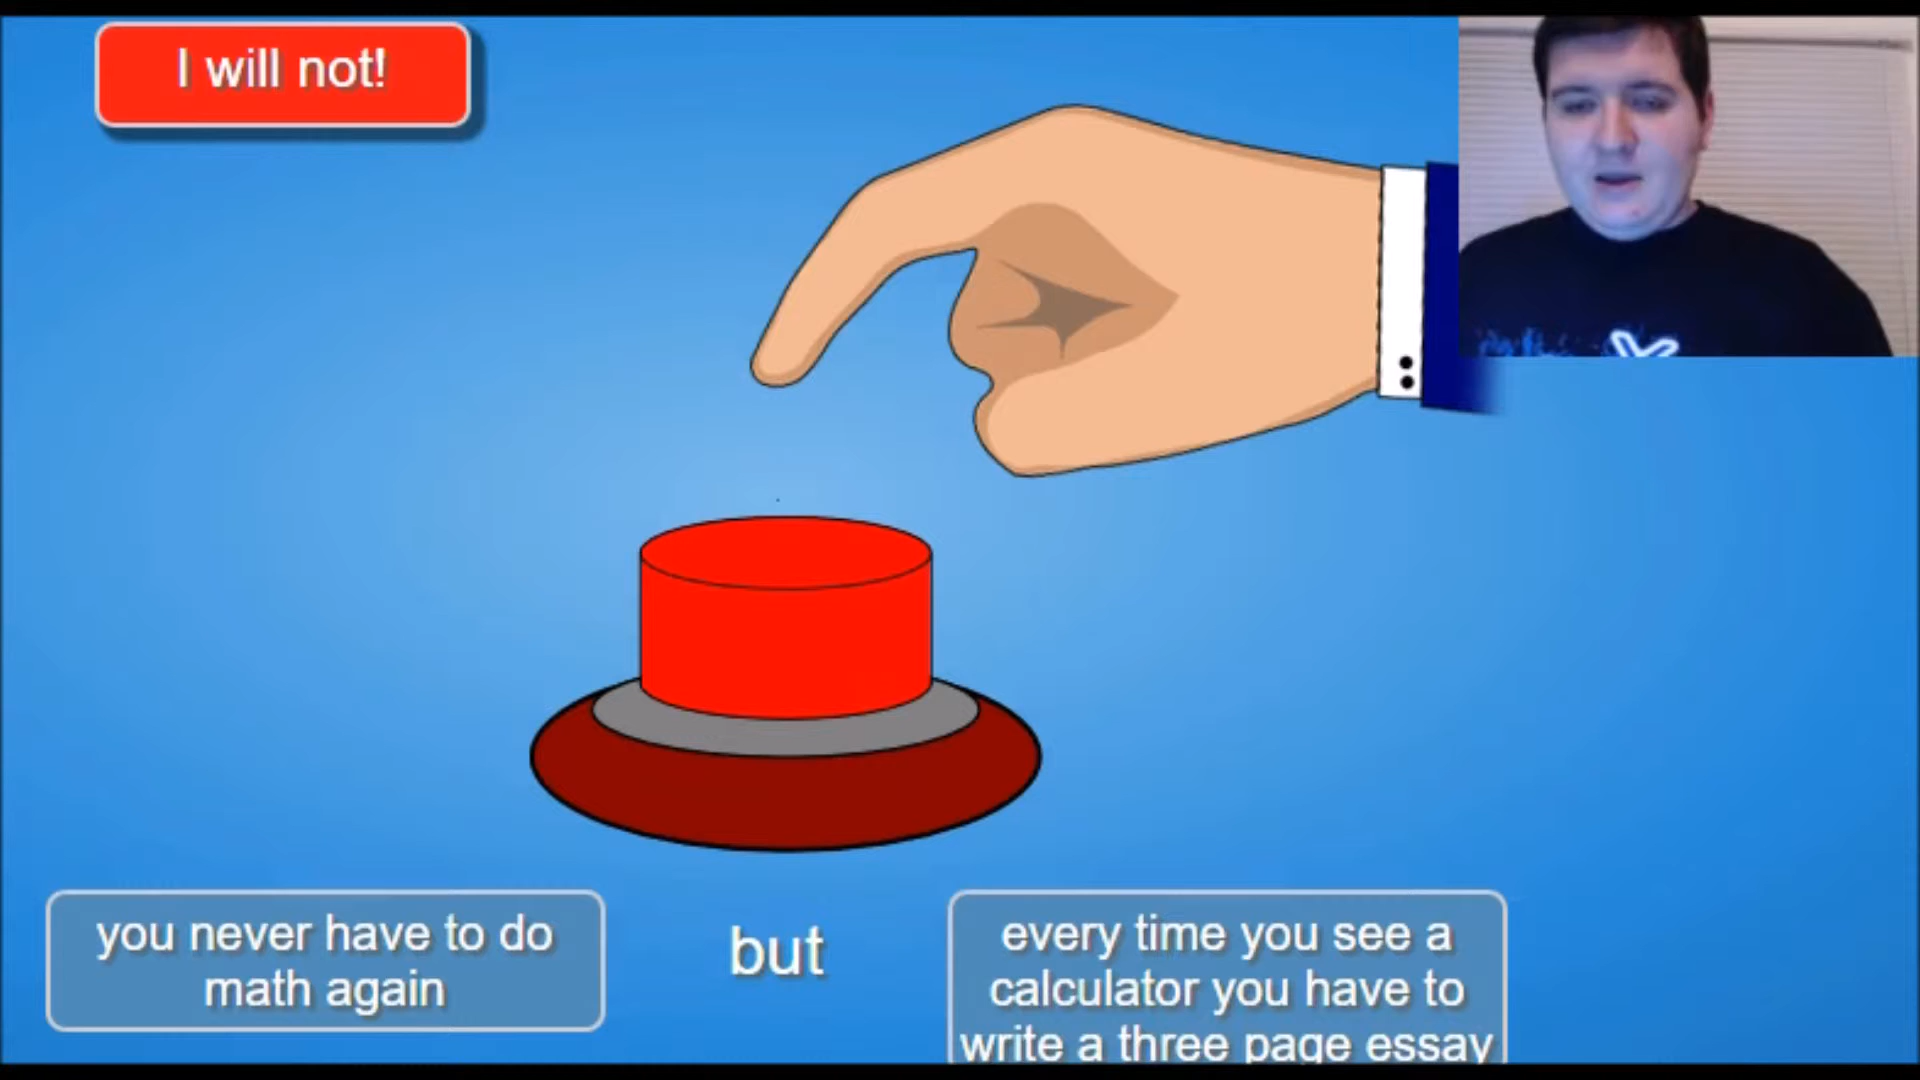 I will not!
you never have to do
math again
but
every time you see a
calculator you have to
write a three page essay